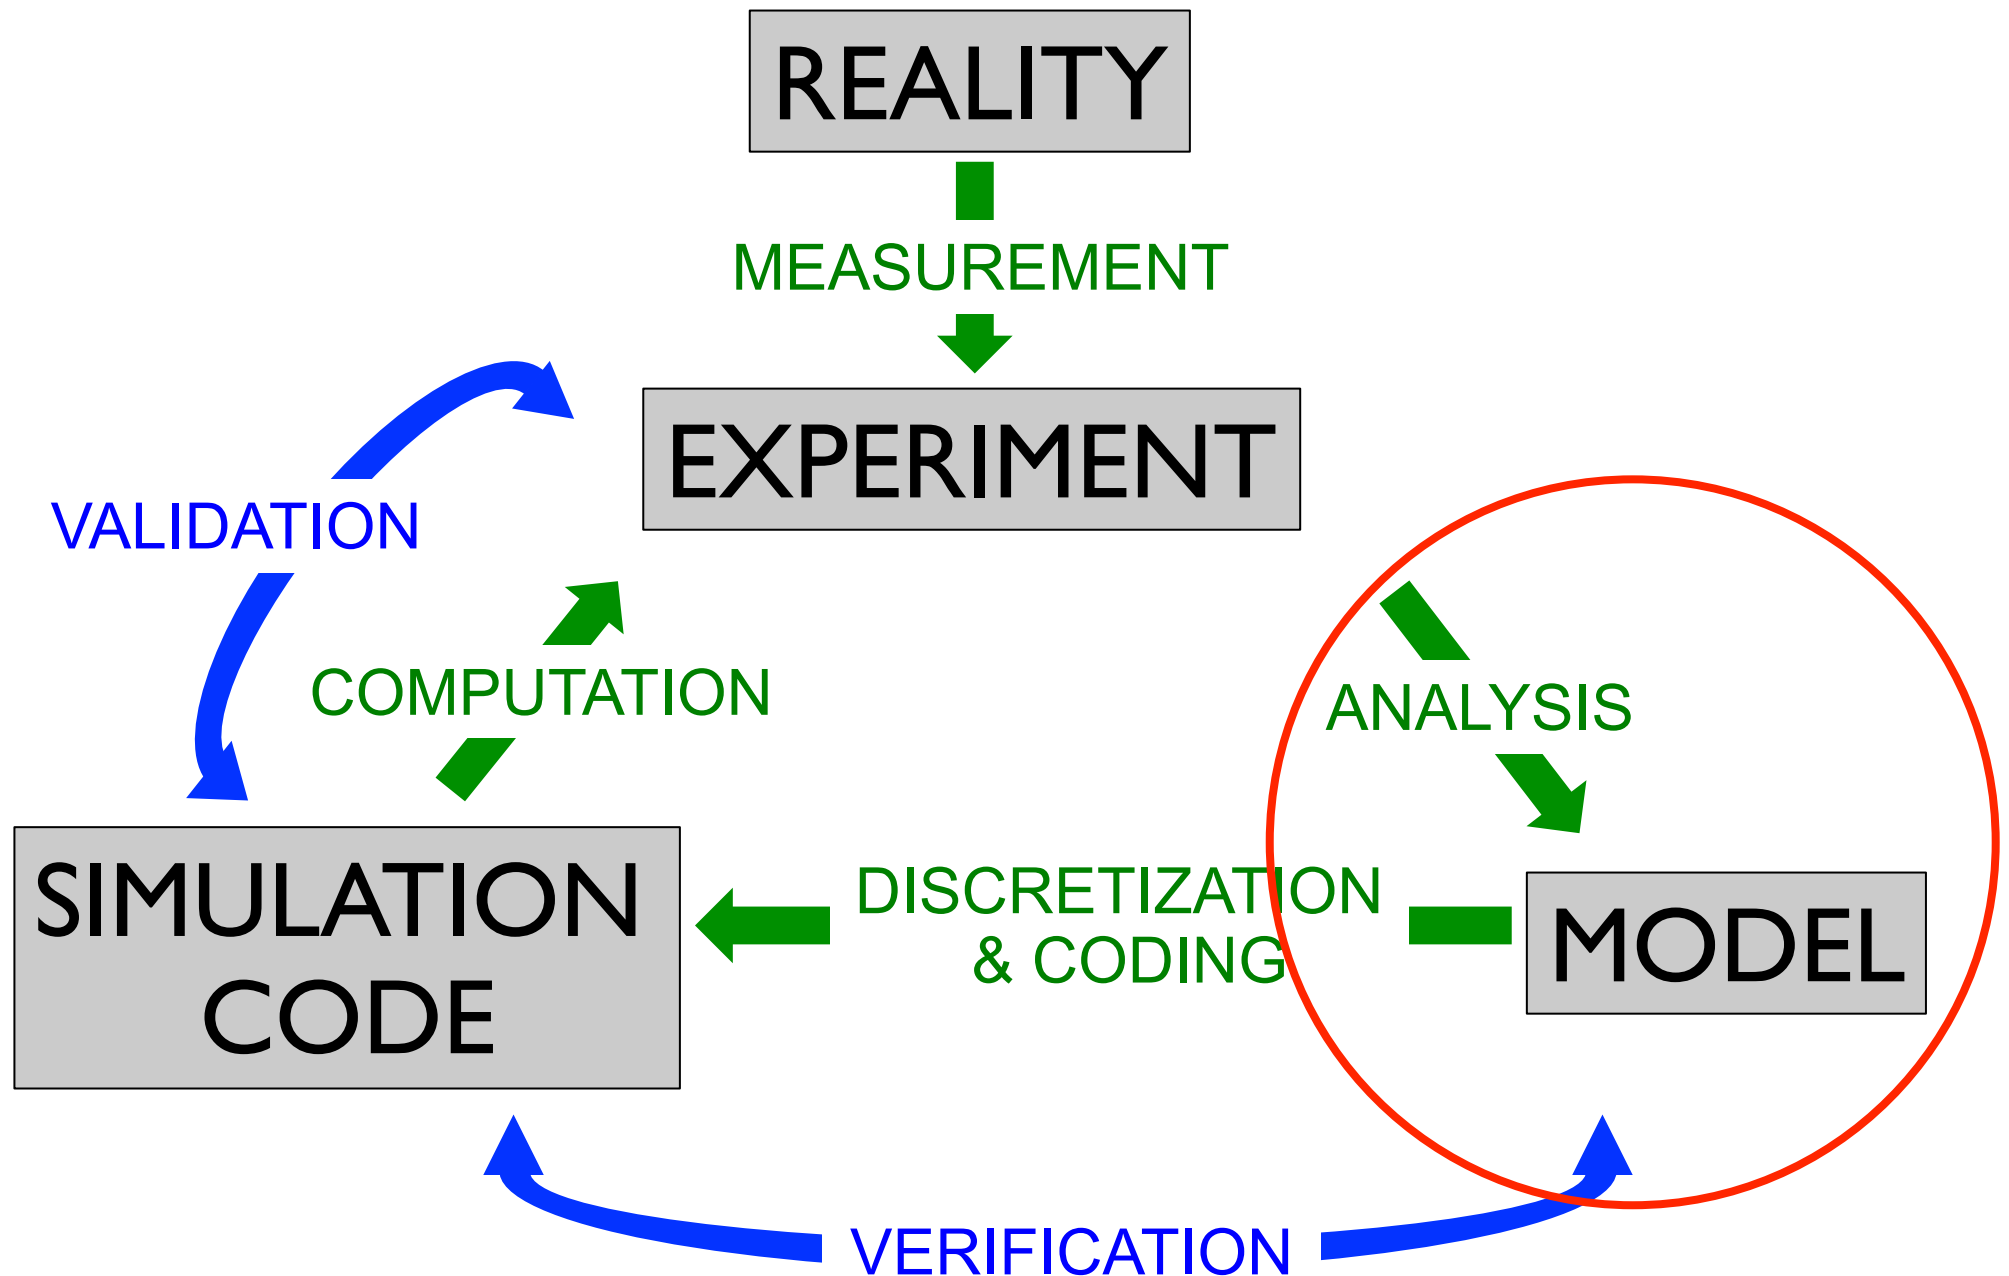 REALITY
MEASUREMENT
EXPERIMENT
VALIDATION
COMPUTATION
ANALYSIS
SIMULATION
CODE
DISCRETIZATION
& CODING
MODEL
VERIFICATION